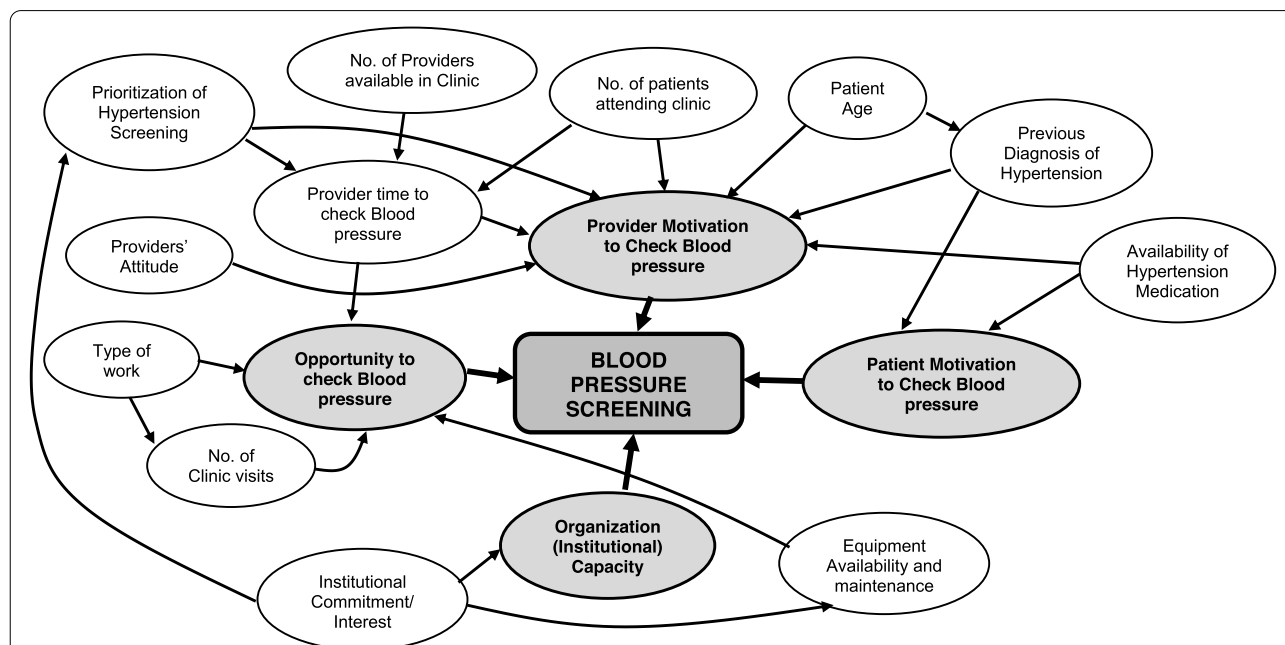 No. of Providers
available in Clinic
Prioritization of
Hypertension
Screening
No. of patients
attending clinic
Patient
Age
Previous
Diagnosis of
Hypertension
Provider time to
check Blood
pressure
Provider Motivation
to Check Blood
pressure
Providers’
Attitude
Availability of
Hypertension
Medication
Type of
work
Opportunity to
check Blood
pressure
BLOOD
PRESSURE
SCREENING
Patient Motivation
to Check Blood
pressure
No. of
Clinic visits
Organization
(Institutional)
Capacity
Equipment
Availability and
maintenance
Institutional
Commitment/
Interest